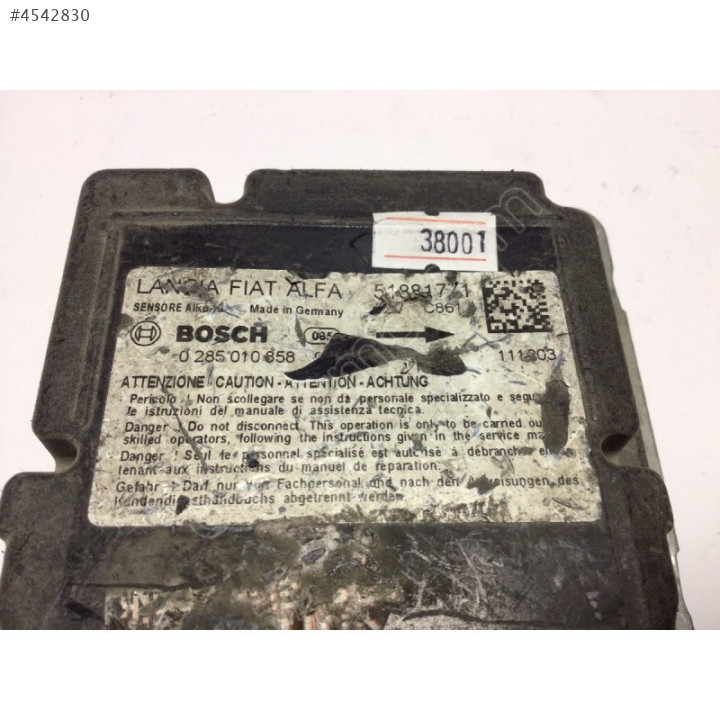 #4542830
38001
LANCIA FIAT ALFA 51881771
SENSORE Made in Germany C861
BOSCH
0 285 010 858 111203
ATTENZIONE - CAUTION - ATTENTION - ACHTUNG
- Pericolo ! Non scollegare se non da personale specializzato e
le istruzioni del manuale di assistenza tecnica.
Danger ! Do not disconnect. This operation is only to be carried out
skilled operators, following the instructions given in the service
Danger ! Seul personnel spécialisé est autorisé à débrancher en
tenant aux instructions du manuel de reparation.
Gefahr ! Darf nur von Fachpersonal und nach den Anweisungen des
Kundendiensthandbuchs abgetrennt werden.